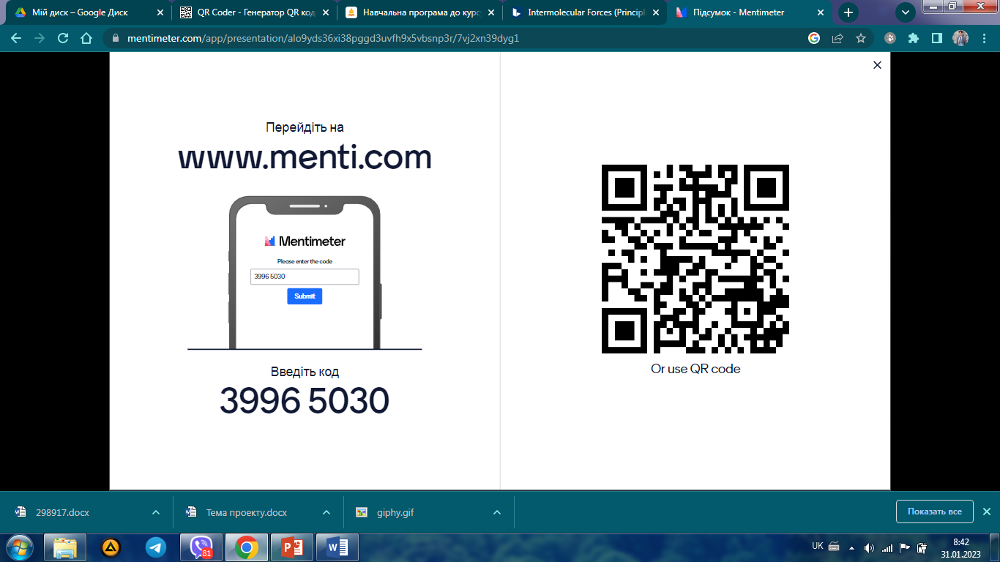 Мій диск – Google Диск
QR Coder - Генератор QR код
Навчальна програма до курс
Intermolecular Forces (Principl
Підсумок - Mentimeter
mentimeter.com/app/presentation/alo9yds36xi38pggd3uvfh9x5vbsnp3r/7vj2xn39dyg1
Перейдіть на
www.menti.com
Mentimeter
Please enter the code
3996 5030
Submit
Введіть код
3996 5030
Or use QR code
298917.docx
Тема проекту.docx
giphy.gif
Показать все
81
UK
8:42
31.01.2023